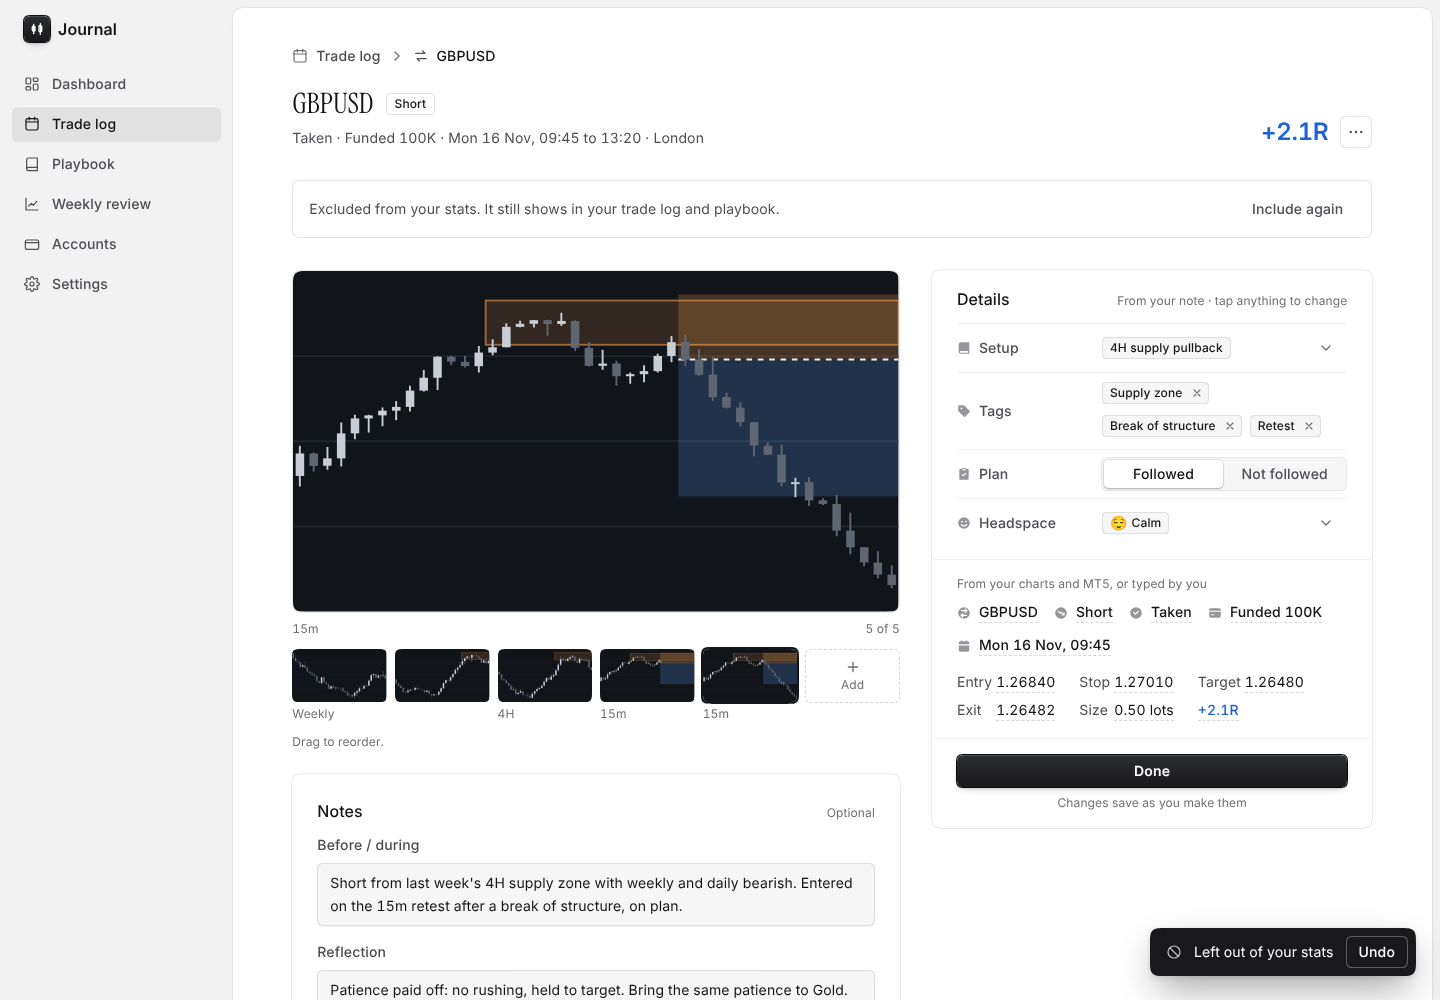 Journal
Dashboard
Trade log
Playbook
Weekly review
Accounts
Settings
Trade log
GBPUSD
GBPUSD
Short
Taken · Funded 100K · Mon 16 Nov, 09:45 to 13:20 · London
+2.1R
Excluded from your stats. It still shows in your trade log and playbook.
Include again
15m
5 of 5
Weekly
4H
15m
15m
Add
Drag to reorder.
Notes
Optional
Before / during
Short from last week's 4H supply zone with weekly and daily bearish. Entered
on the 15m retest after a break of structure, on plan.
Reflection
Patience paid off: no rushing, held to target. Bring the same patience to Gold.
Details
From your note · tap anything to change
Setup
4H supply pullback
Tags
Supply zone
Break of structure
Retest
Plan
Followed
Not followed
Headspace
😌 Calm
From your charts and MT5, or typed by you
GBPUSD
Short
Taken
Funded 100K
Mon 16 Nov, 09:45
Entry 1.26840
Stop 1.27010
Target 1.26480
Exit 1.26482
Size 0.50 lots
+2.1R
Done
Changes save as you make them
Left out of your stats
Undo